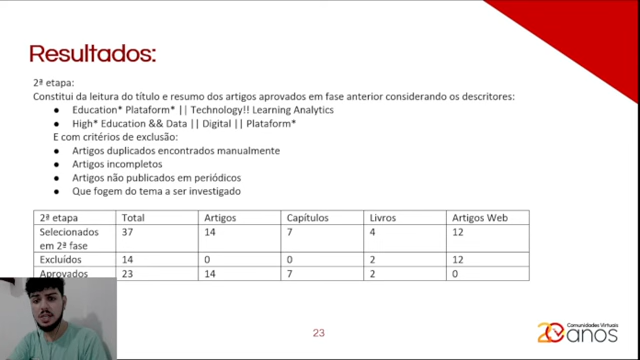 Resultados:
2ª etapa:
Constitui da leitura do título e resumo dos artigos aprovados em fase anterior considerando os descritores:
● Education* Plataform* || Technology!! Learning Analytics
● High* Education && Data || Digital || Plataform*
E com critérios de exclusão:
● Artigos duplicados encontrados manualmente
● Artigos incompletos
● Artigos não publicados em periódicos
● Que fogem do tema a ser investigado
2ª etapa Total Artigos Capítulos Livros Artigos Web
Selecionados em 2ª fase 37 14 7 4 12
Excluídos 14 0 0 2 12
Aprovados 23 14 7 2 0
23
Comunidades Virtuais
20 anos